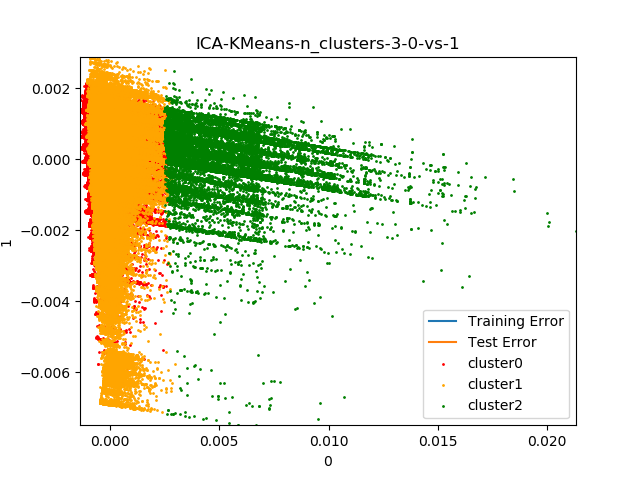 ICA-KMeans-n_clusters-3-0-vs-1
0.002
0.000
−0.002
−0.004
−0.006
1
0.000
0.005
0.010
0.015
0.020
0
Training Error
Test Error
cluster0
cluster1
cluster2